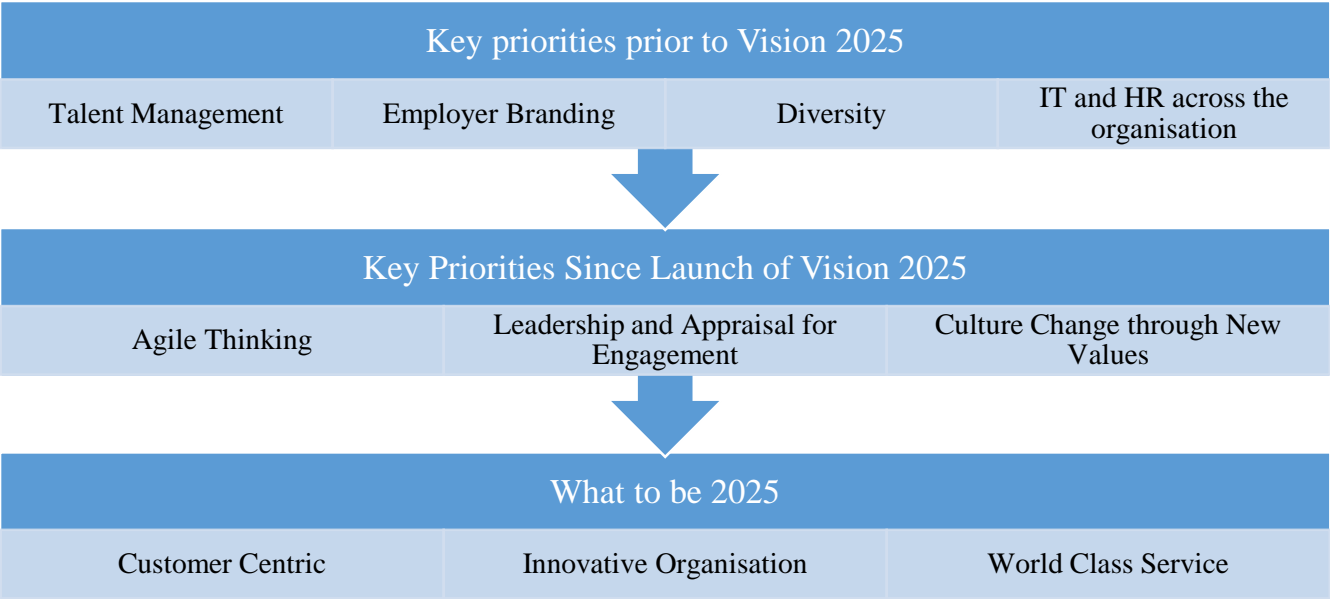 Key priorities prior to Vision 2025
Talent Management
Employer Branding
Diversity
IT and HR across the
organisation
Key Priorities Since Launch of Vision 2025
Agile Thinking
Leadership and Appraisal for
Engagement
Culture Change through New
Values
What to be 2025
Customer Centric
Innovative Organisation
World Class Service